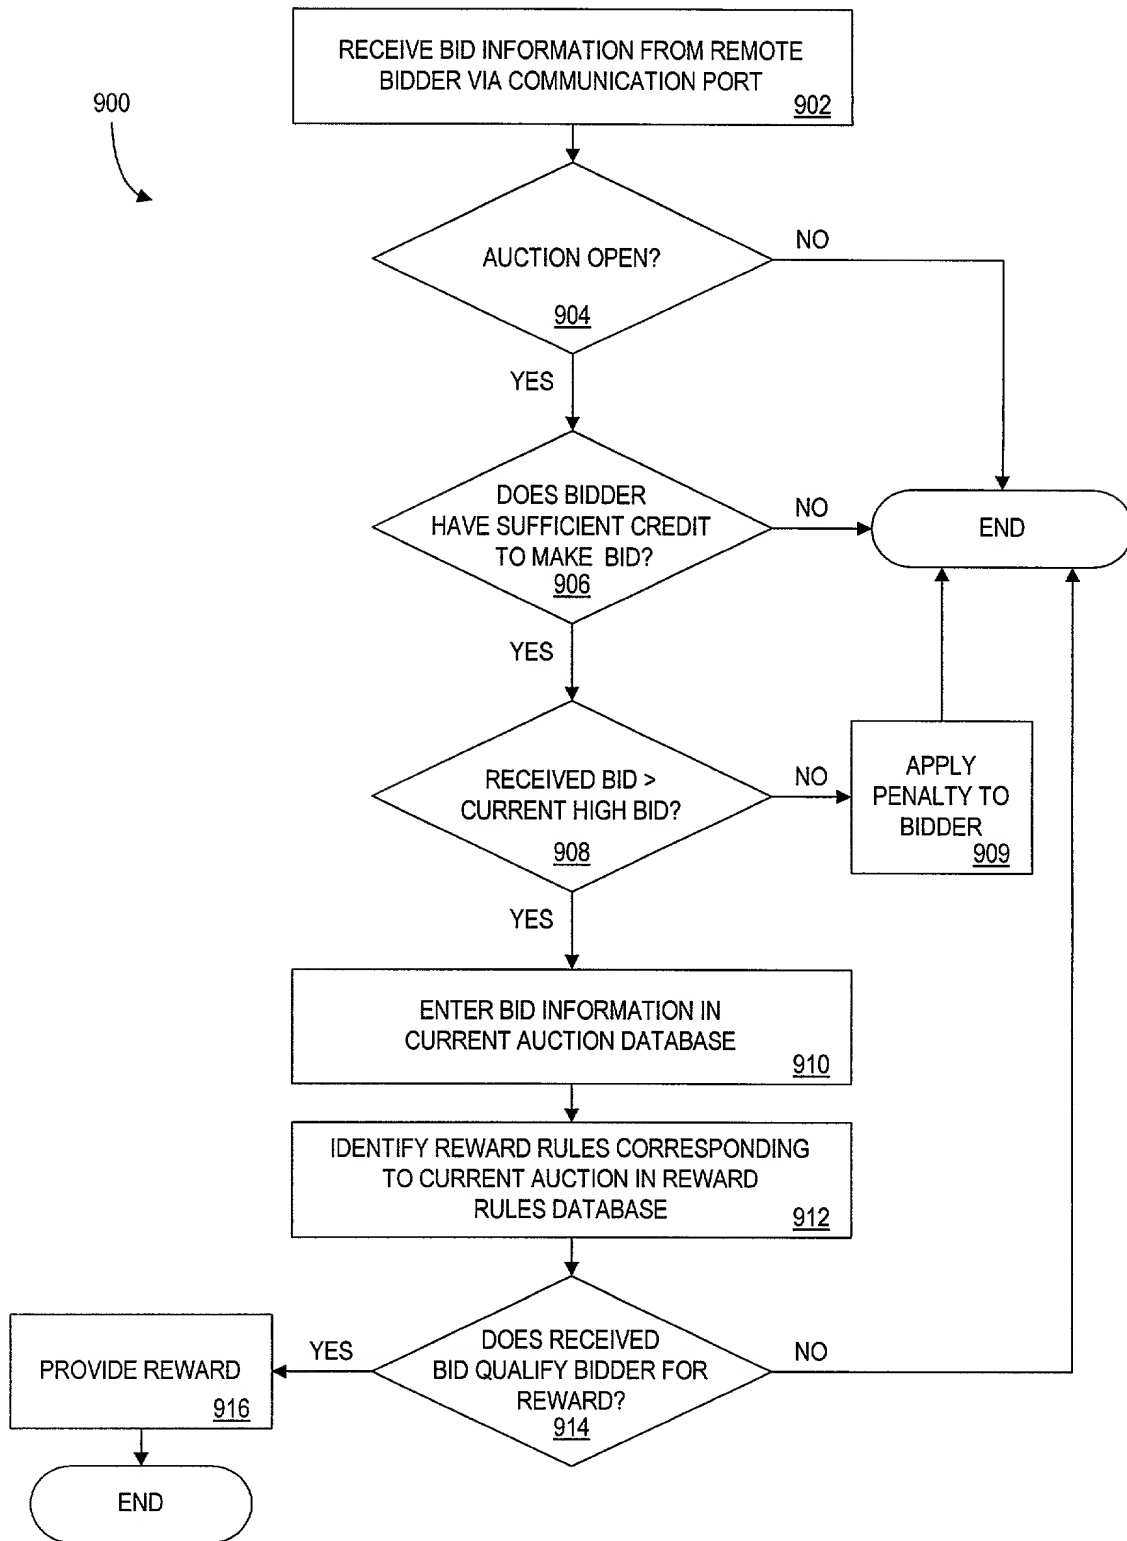 RECEIVE BID INFORMATION FROM REMOTE
BIDDER VIA COMMUNICATION PORT
902
900
AUCTION OPEN?
904
NO
YES
DOES BIDDER
HAVE SUFFICIENT CREDIT
TO MAKE BID?
906
NO
END
YES
RECEIVED BID >
CURRENT HIGH BID?
908
NO
APPLY
PENALTY TO
BIDDER
909
YES
ENTER BID INFORMATION IN
CURRENT AUCTION DATABASE
910
IDENTIFY REWARD RULES CORRESPONDING
TO CURRENT AUCTION IN REWARD
RULES DATABASE
912
DOES RECEIVED
BID QUALIFY BIDDER FOR
REWARD?
914
YES
NO
PROVIDE REWARD
916
END